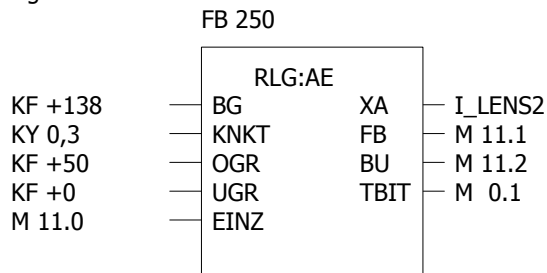 FB 250
RLG:AE
KF +138 BG XA I_LENS2
KY 0,3 KNKT FB M 11.1
KF +50 OGR BU M 11.2
KF +0 UGR TBIT M 0.1
M 11.0 EINZ